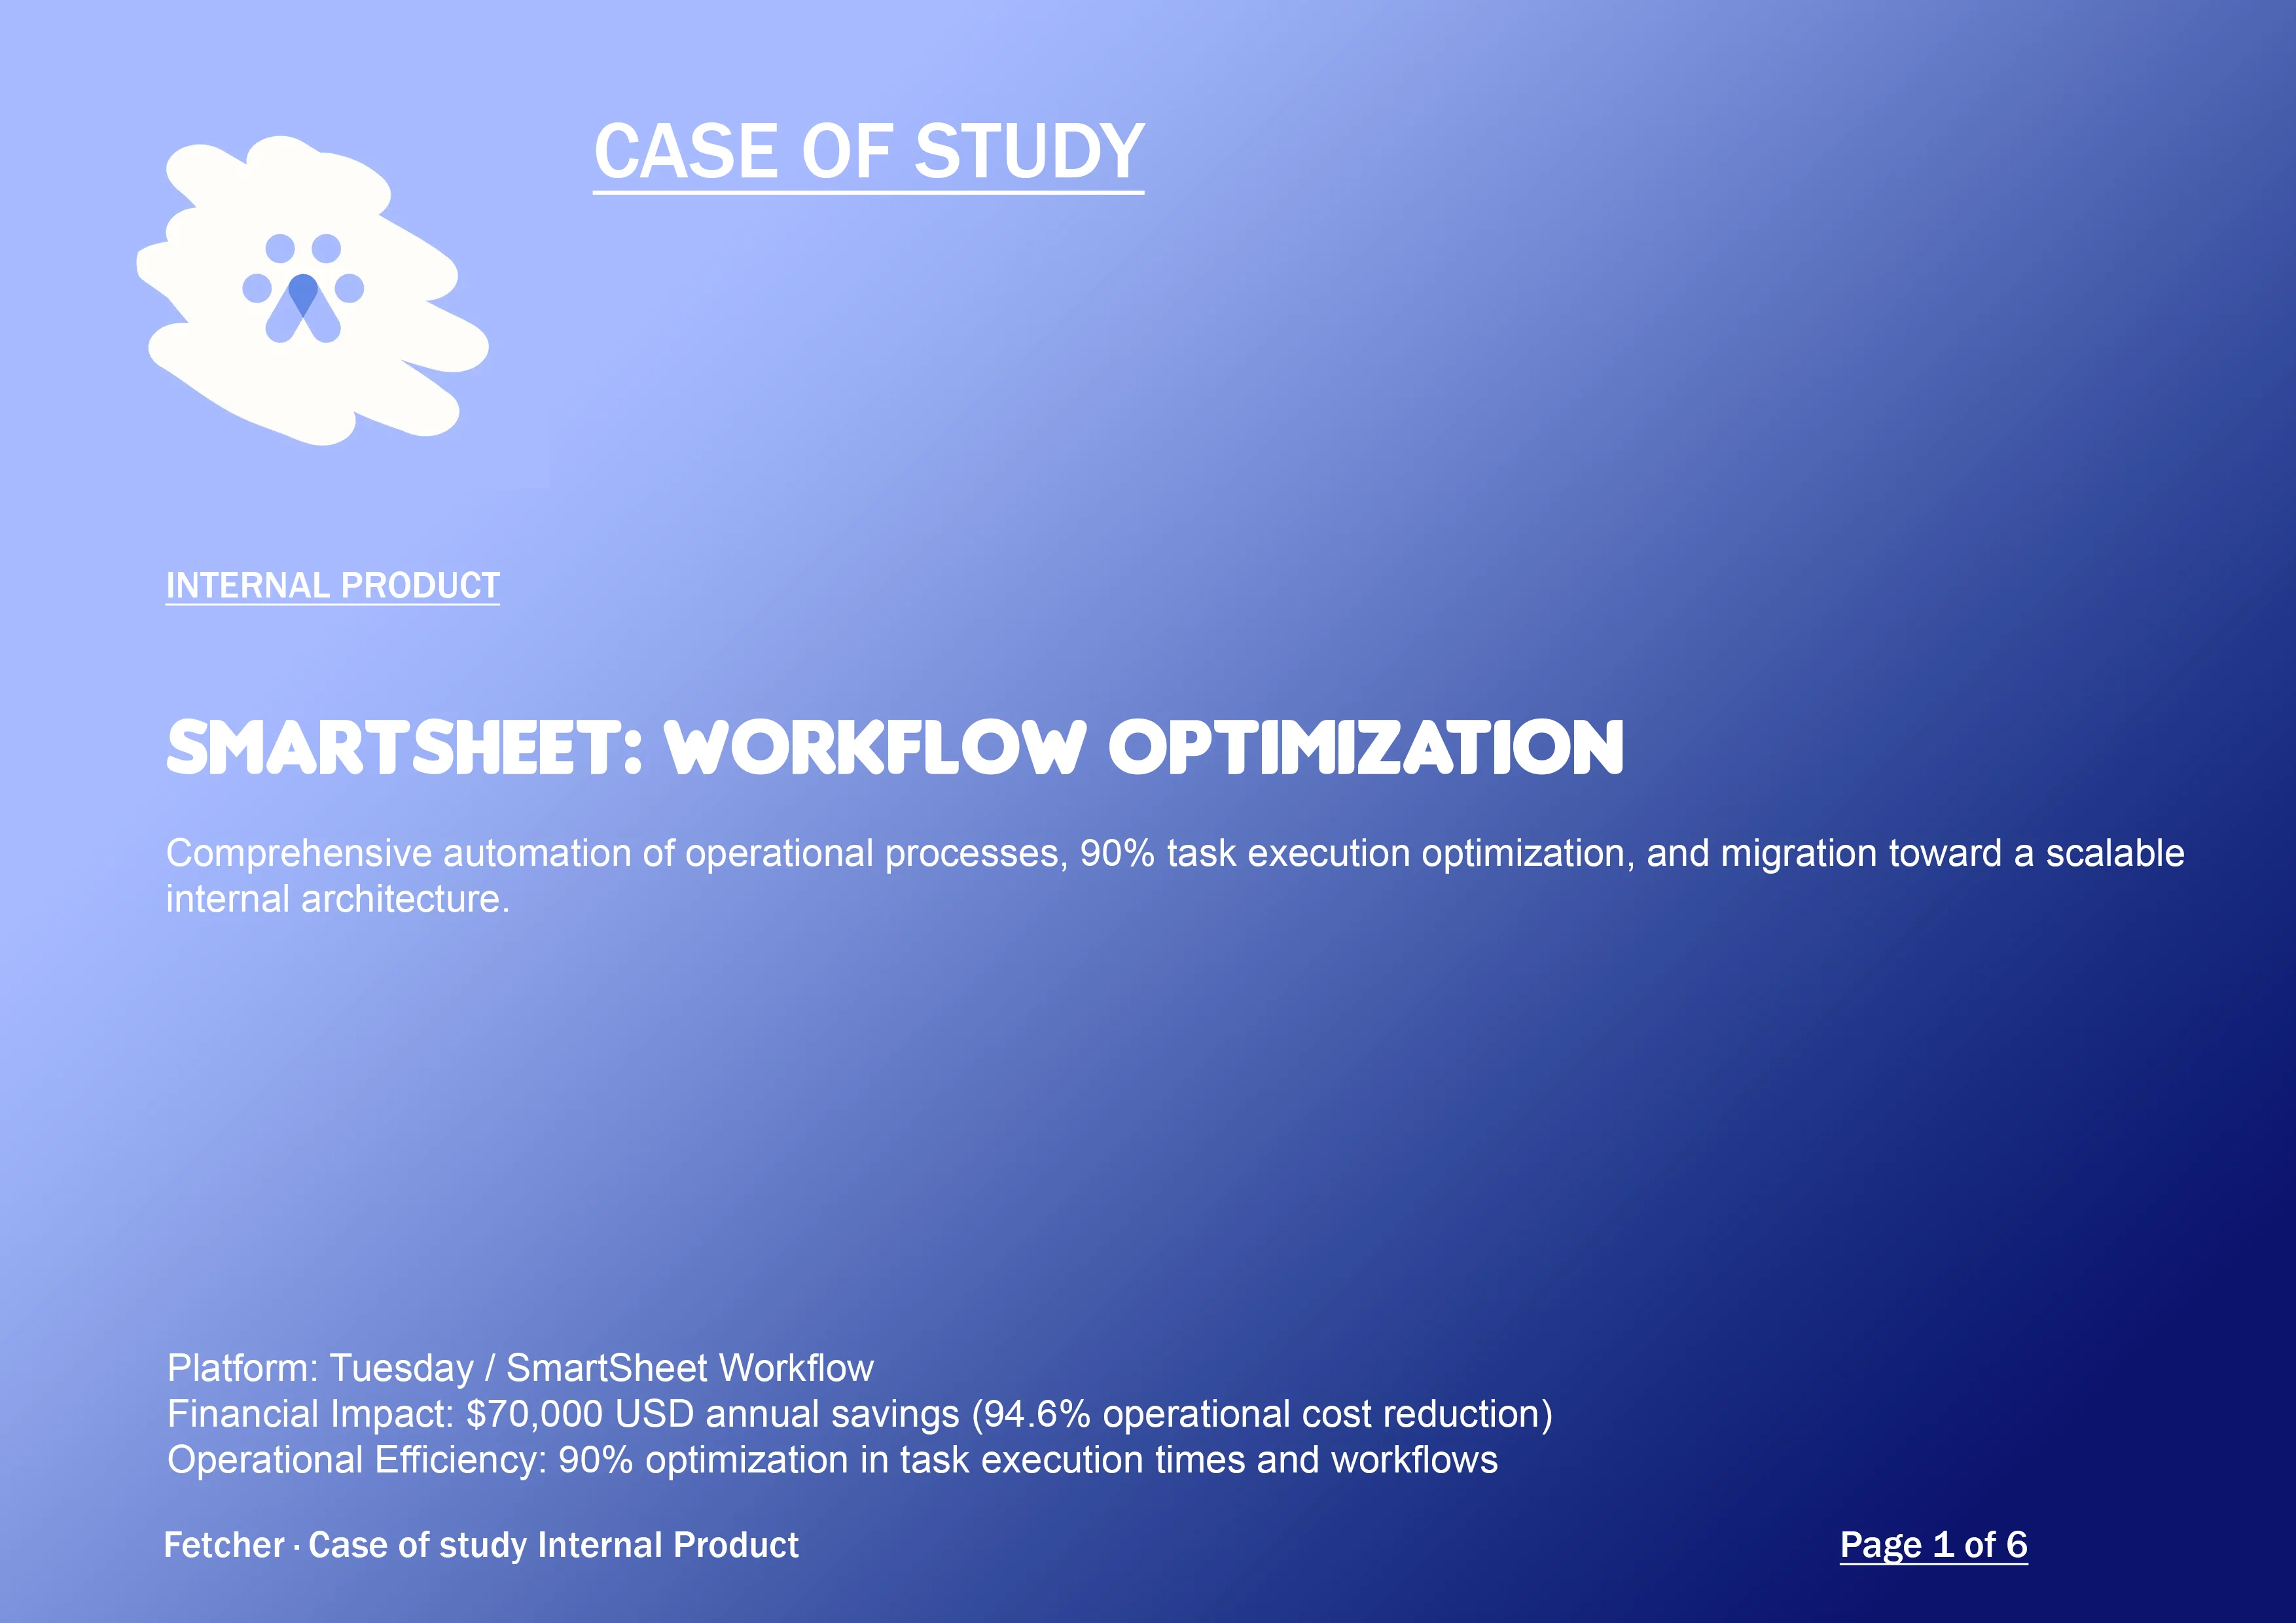 CASE OF STUDY
INTERNAL PRODUCT
SMARTSHEET: WORKFLOW OPTIMIZATION
Comprehensive automation of operational processes, 90% task execution optimization, and migration toward a scalable
internal architecture.
Platform: Tuesday / SmartSheet Workflow
Financial Impact: $70,000 USD annual savings (94.6% operational cost reduction)
Operational Efficiency: 90% optimization in task execution times and workflows
Fetcher · Case of study Internal Product
Page 1 of 6